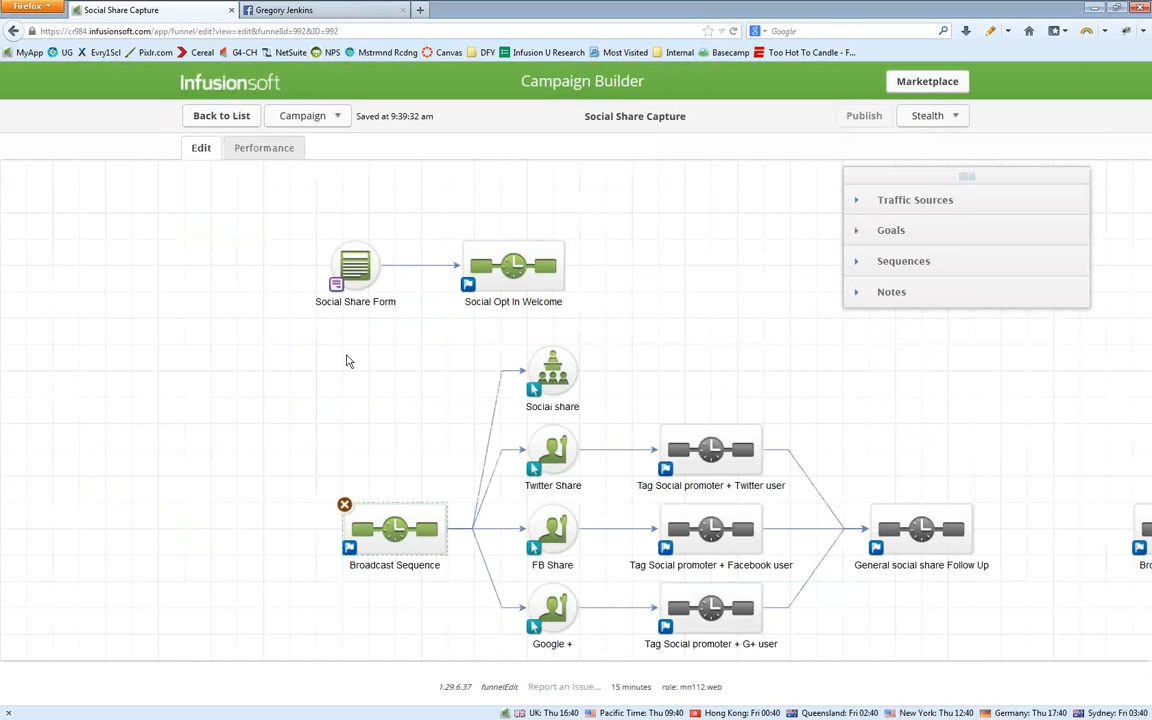 Firefox
Social Share Capture
Gregory Jenkins
https://cr984.infusionsoft.com/app/funnel/edit?view=edit&funnelId=992&ID=992
Google
MyApp UG Evry1Scl Pixlr.com Cereal G4-CH NetSuite NPS Mstrmnd Rcdng Canvas DFY Infusion U Research Most Visited Internal Basecamp Too Hot To Candle - F...
Infusionsoft
Campaign Builder
Marketplace
Back to List
Campaign
Saved at 9:39:32 am
Social Share Capture
Publish
Stealth
Edit
Performance
Traffic Sources
Goals
Sequences
Notes
Social Share Form
Social Opt In Welcome
Social share
Twitter Share
Tag Social promoter + Twitter user
Broadcast Sequence
FB Share
Tag Social promoter + Facebook user
General social share Follow Up
Bro
Google +
Tag Social promoter + G+ user
1.29.6.37 funnelEdit Report an Issue... 15 minutes role: mn112.web
UK: Thu 16:40 Pacific Time: Thu 09:40 Hong Kong: Fri 00:40 Queensland: Fri 02:40 New York: Thu 12:40 Germany: Thu 17:40 Sydney: Fri 03:40